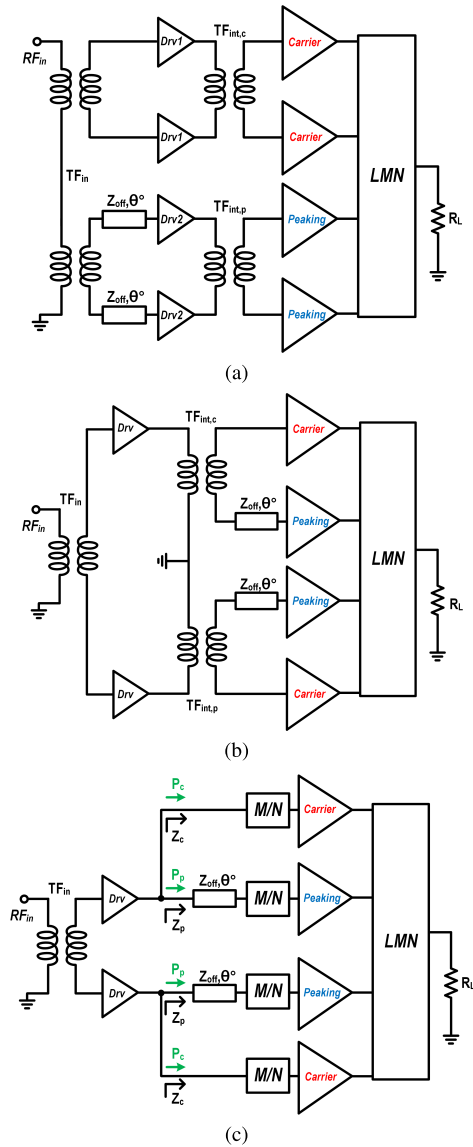 RFin
TFin
Drv1
TFint,c
Carrier
Drv1
Carrier
Zoff,θ°
Drv2
TFint,p
Peaking
Zoff,θ°
Drv2
Peaking
LMN
RL
(a)
RFin
TFin
Drv
TFint,c
Carrier
Zoff,θ°
Peaking
Zoff,θ°
Peaking
Drv
TFint,p
Carrier
LMN
RL
(b)
RFin
TFin
Drv
Pc
Zc
M/N
Carrier
Pp
Zp
Zoff,θ°
M/N
Peaking
Drv
Pp
Zp
Zoff,θ°
M/N
Peaking
Pc
Zc
M/N
Carrier
LMN
RL
(c)